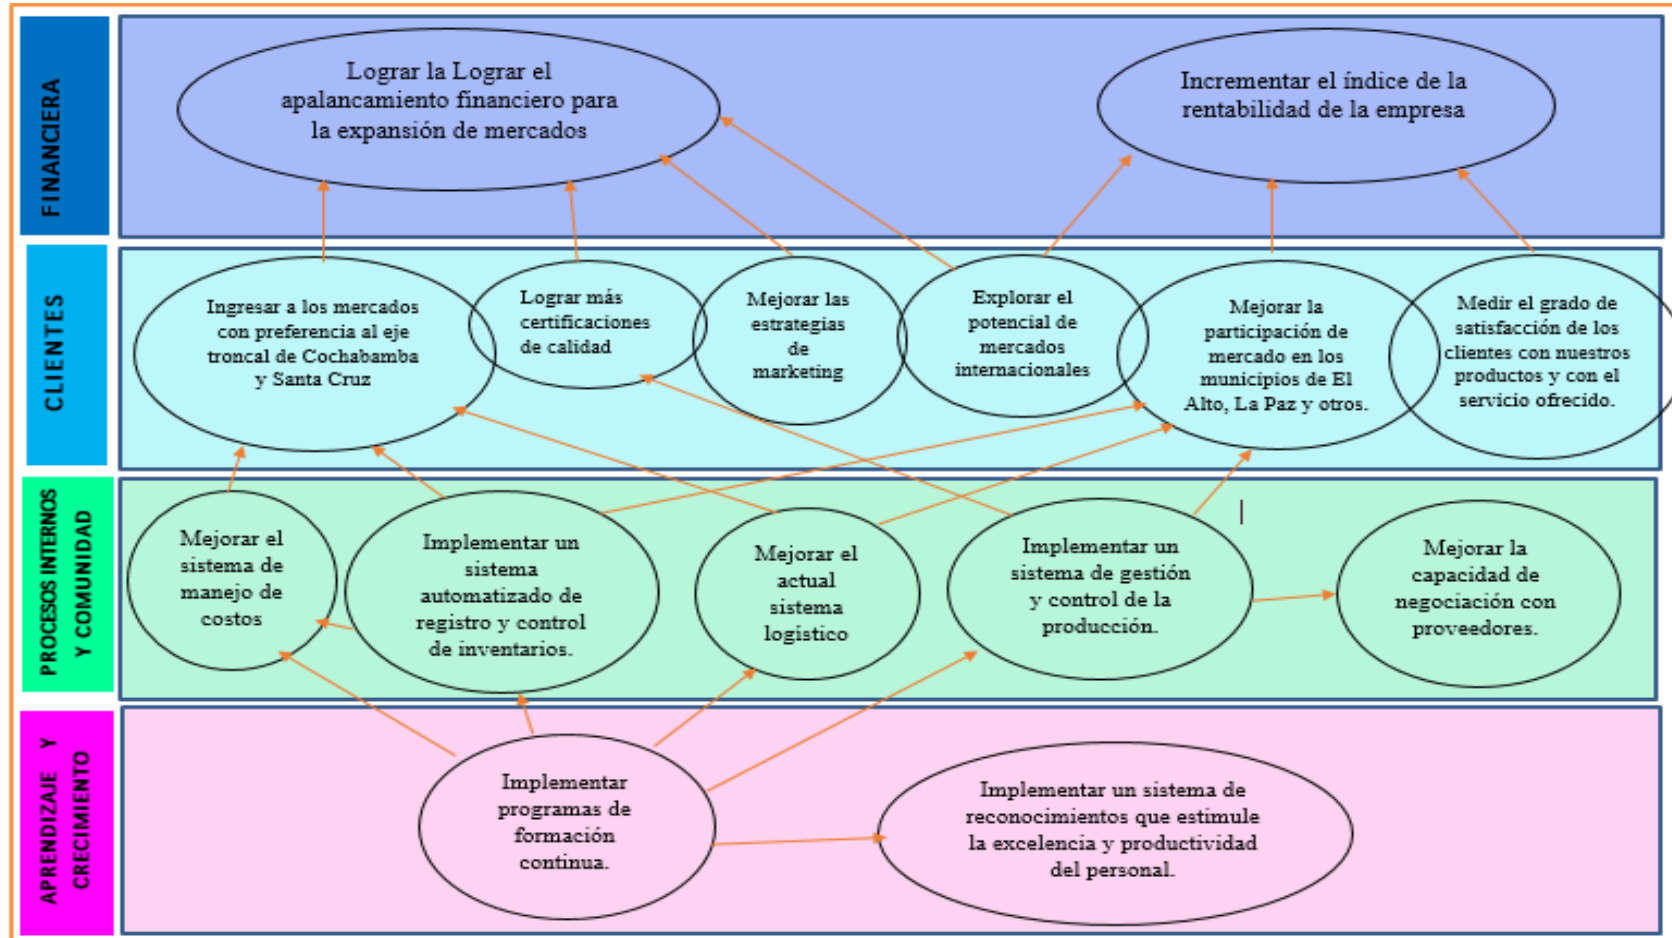 FINANCIERA
Lograr la Lograr el
apalancamiento financiero para
la expansión de mercados
Incrementar el índice de la
rentabilidad de la empresa
CLIENTES
Ingresar a los mercados
con preferencia al eje
troncal de Cochabamba
y Santa Cruz
Lograr más
certificaciones
de calidad
Mejorar las
estrategias
de
marketing
Explorar el
potencial de
mercados
internacionales
Mejorar la
participación de
mercado en los
municipios de El
Alto, La Paz y otros.
Medir el grado de
satisfacción de los
clientes con nuestros
productos y con el
servicio ofrecido.
PROCESOS INTERNOS
Y COMUNIDAD
Mejorar el
sistema de
manejo de
costos
Implementar un
sistema
automatizado de
registro y control
de inventarios.
Mejorar el
actual
sistema
logístico
Implementar un
sistema de gestión
y control de la
producción.
Mejorar la
capacidad de
negociación con
proveedores.
APRENDIZAJE Y
CRECIMIENTO
Implementar
programas de
formación
continua.
Implementar un sistema de
reconocimientos que estimule
la excelencia y productividad
del personal.